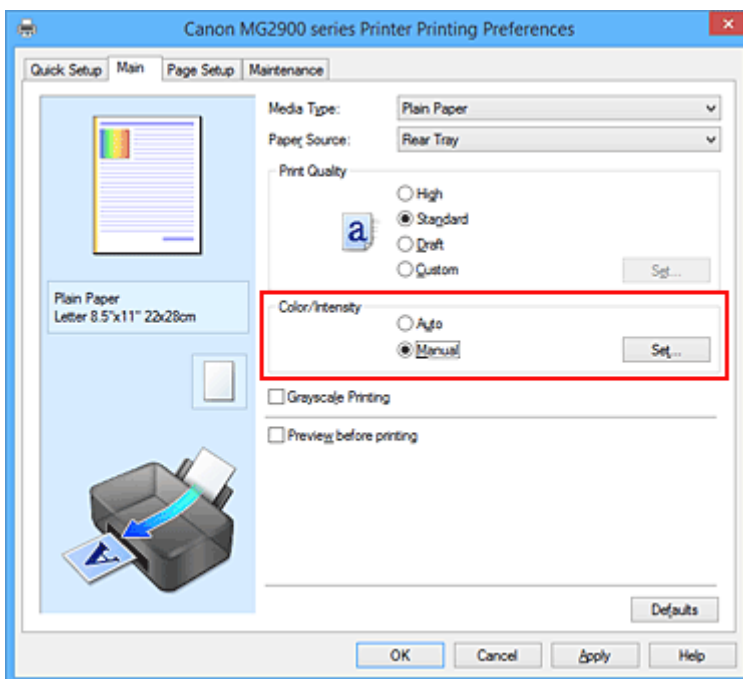 Canon MG2900 series Printer Printing Preferences
Quick Setup Main Page Setup Maintenance
Media Type: Plain Paper
Paper Source: Rear Tray
Print Quality
High
Standard
Draft
Custom Set...
a
Plain Paper
Letter 8.5"x11" 22x28cm
Color/Intensity
Auto
Manual Set...
Grayscale Printing
Preview before printing
A
Defaults
OK Cancel Apply Help